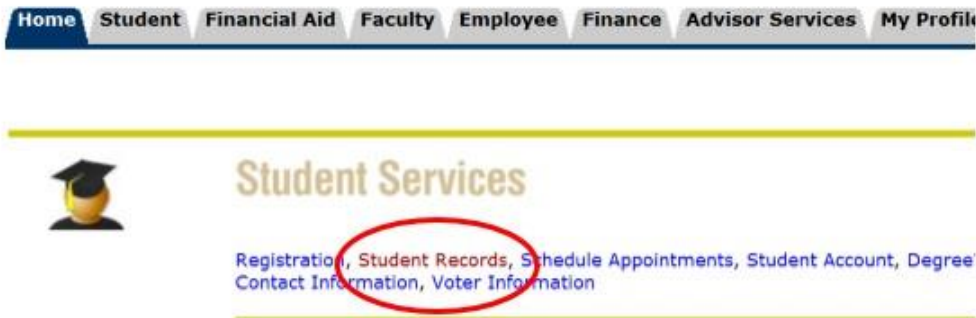 Home Student Financial Aid Faculty Employee Finance Advisor Services My Profile
Student Services
Registration, Student Records, Schedule Appointments, Student Account, Degree
Contact Information, Voter Information